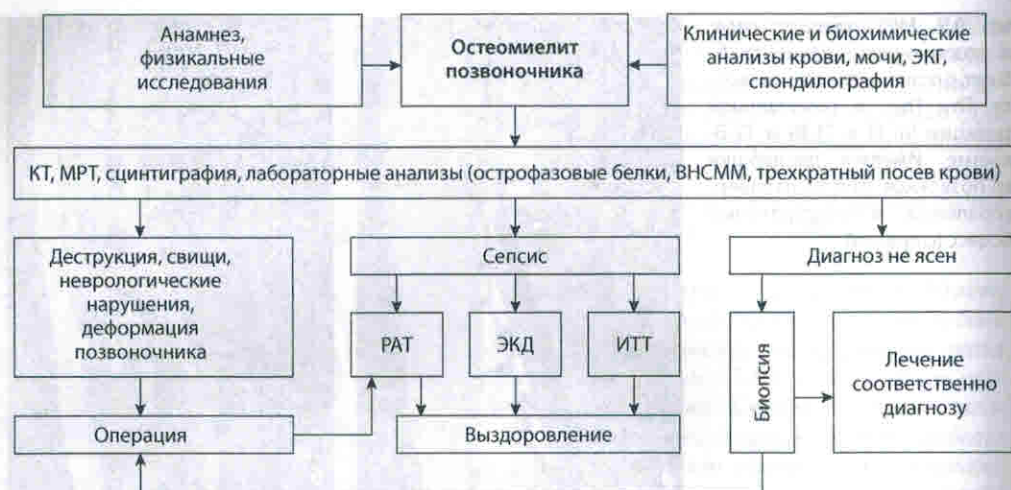 Анамнез,
физикальные
исследования
Остеомиелит
позвоночника
Клинические и биохимические
анализы крови, мочи, ЭКГ,
спондилография
КТ, МРТ, сцинтиграфия, лабораторные анализы (острофазовые белки, ВНСММ, трехкратный посев крови)
Деструкция, свищи,
неврологические
нарушения,
деформация
позвоночника
Сепсис
Диагноз не ясен
РАТ
ЭКД
ИТТ
Биопсия
Лечение
соответственно
диагнозу
Операция
Выздоровление